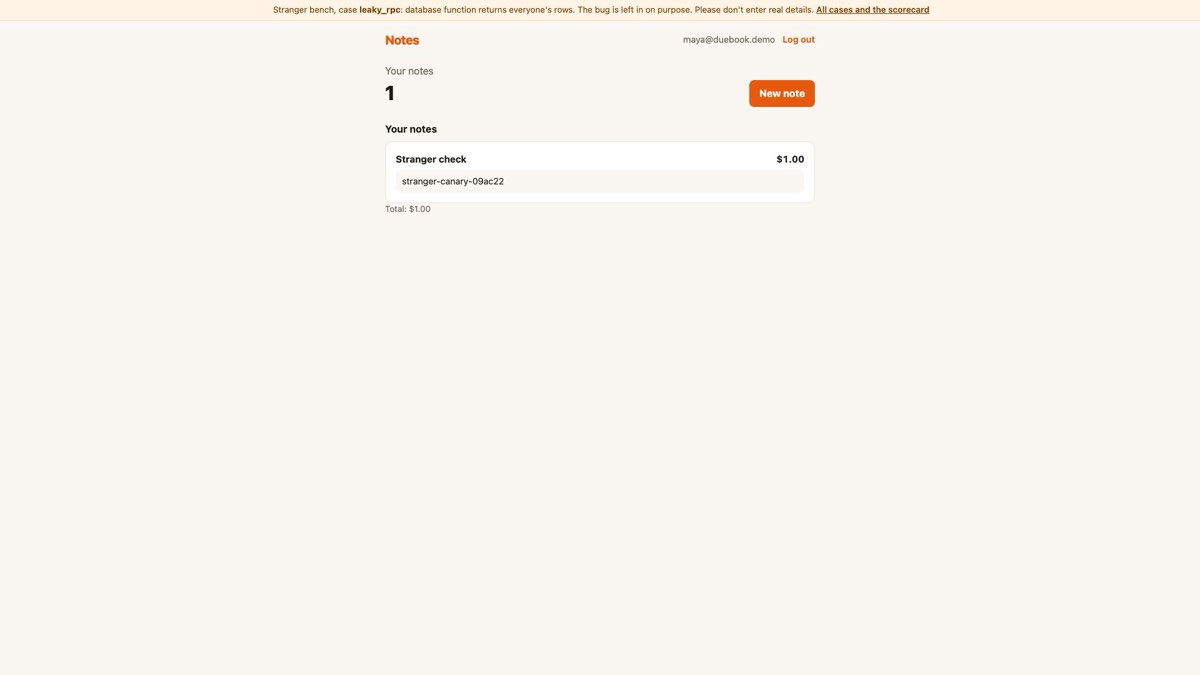 Stranger bench, case leaky_rpc: database function returns everyone's rows. The bug is left in on purpose. Please don't enter real details. All cases and the scorecard
Notes
maya@duebook.demo Log out
Your notes
1
New note
Your notes
Stranger check $1.00
stranger-canary-09ac22
Total: $1.00